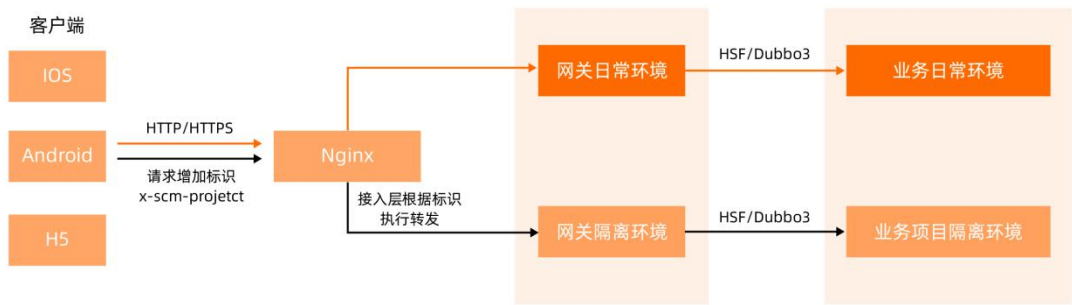 客户端
IOS
Android
H5
HTTP/HTTPS
请求增加标识
x-scm-projetct
Nginx
接入层根据标识
执行转发
网关日常环境
HSF/Dubbo3
业务日常环境
网关隔离环境
HSF/Dubbo3
业务项目隔离环境